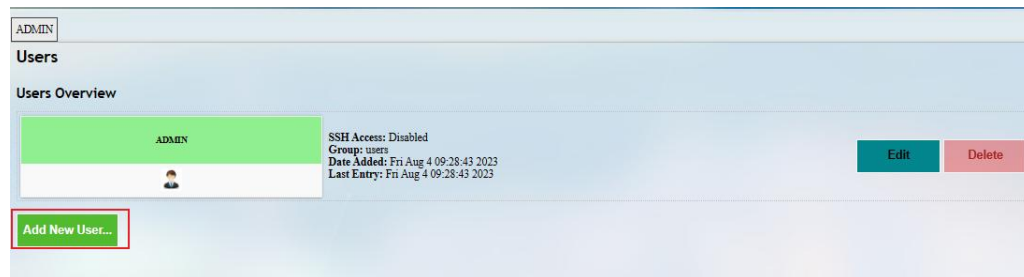 ADMIN
Users
Users Overview
ADMIN
SSH Access: Disabled
Group: users
Date Added: Fri Aug 4 09:28:43 2023
Last Entry: Fri Aug 4 09:28:43 2023
Edit
Delete
Add New User...